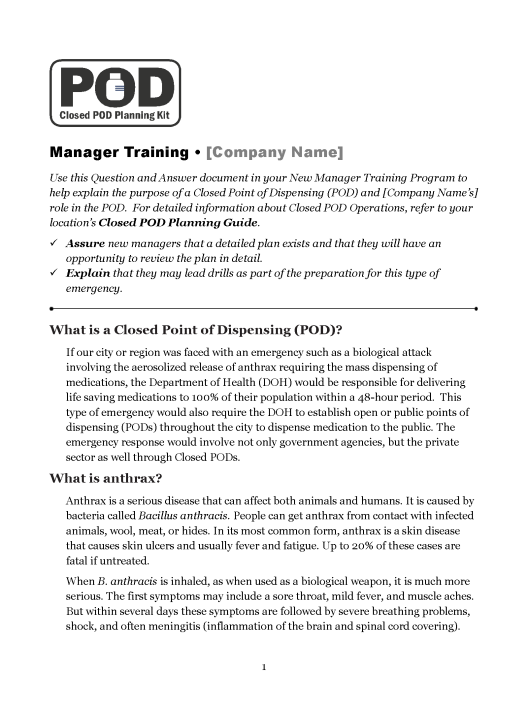 POD
Closed POD Planning Kit
Manager Training • [Company Name]
Use this Question and Answer document in your New Manager Training Program to
help explain the purpose of a Closed Point of Dispensing (POD) and [Company Name's]
role in the POD.  For detailed information about Closed POD Operations, refer to your
location's Closed POD Planning Guide.
✓ Assure new managers that a detailed plan exists and that they will have an
opportunity to review the plan in detail.
✓ Explain that they may lead drills as part of the preparation for this type of
emergency.
What is a Closed Point of Dispensing (POD)?
If our city or region was faced with an emergency such as a biological attack
involving the aerosolized release of anthrax requiring the mass dispensing of
medications, the Department of Health (DOH) would be responsible for delivering
life saving medications to 100% of their population within a 48-hour period.  This
type of emergency would also require the DOH to establish open or public points of
dispensing (PODs) throughout the city to dispense medication to the public. The
emergency response would involve not only government agencies, but the private
sector as well through Closed PODs.
What is anthrax?
Anthrax is a serious disease that can affect both animals and humans. It is caused by
bacteria called Bacillus anthracis. People can get anthrax from contact with infected
animals, wool, meat, or hides. In its most common form, anthrax is a skin disease
that causes skin ulcers and usually fever and fatigue. Up to 20% of these cases are
fatal if untreated.
When B. anthracis is inhaled, as when used as a biological weapon, it is much more
serious. The first symptoms may include a sore throat, mild fever, and muscle aches.
But within several days these symptoms are followed by severe breathing problems,
shock, and often meningitis (inflammation of the brain and spinal cord covering).
1